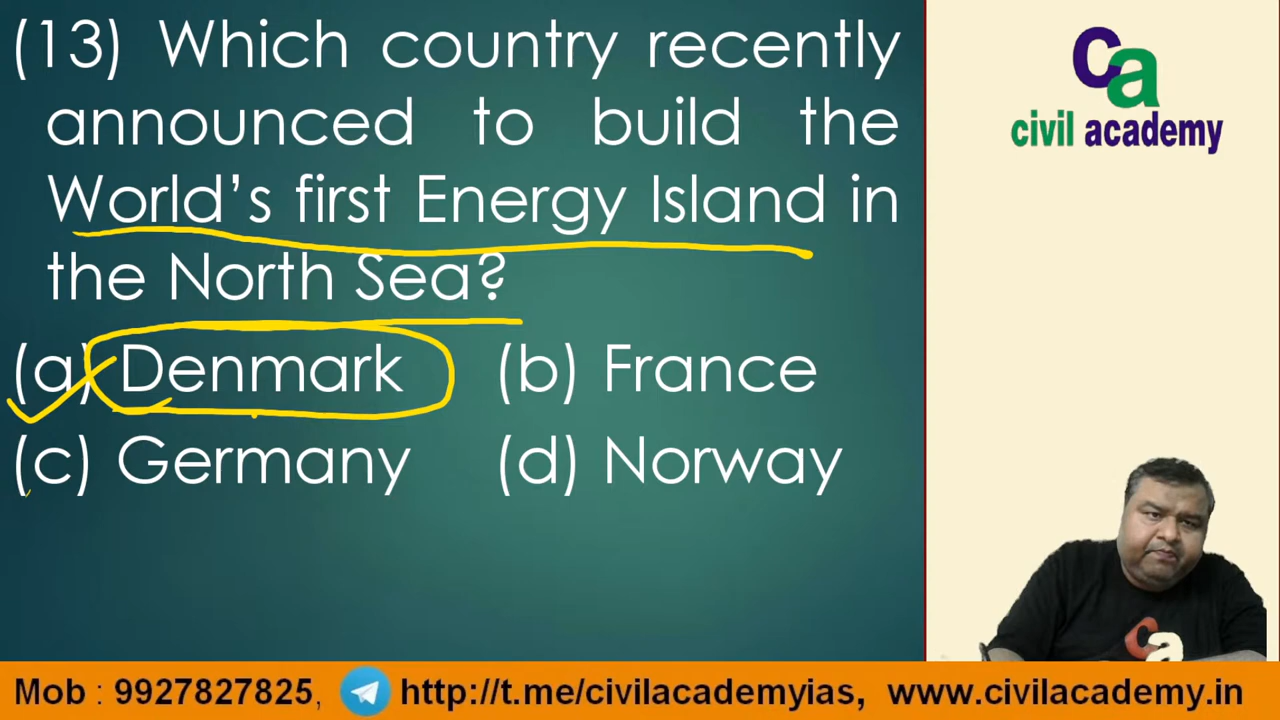 (13) Which country recently
announced to build the
World’s first Energy Island in
the North Sea?
(a) Denmark (b) France
(c) Germany (d) Norway
ca
civil academy
ca
Mob : 9927827825, http://t.me/civilacademyias, www.civilacademy.in